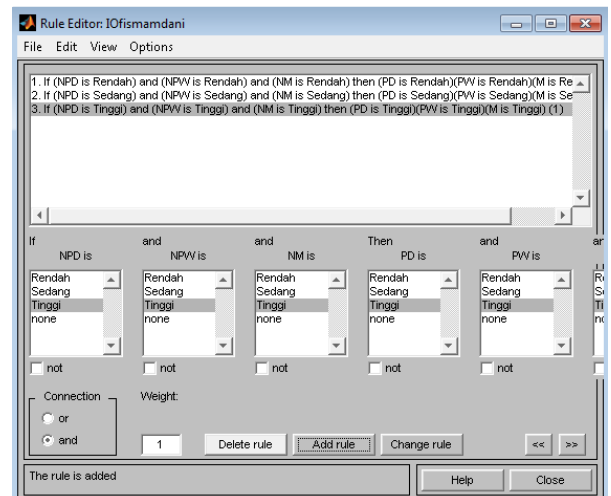 Rule Editor: IOfismamdani
File Edit View Options
1. If (NPD is Rendah) and (NPW is Rendah) and (NM is Rendah) then (PD is Rendah)(PW is Rendah)(M is Re
2. If (NPD is Sedang) and (NPW is Sedang) and (NM is Sedang) then (PD is Sedang)(PW is Sedang)(M is Se
3. If (NPD is Tinggi) and (NPW is Tinggi) and (NM is Tinggi) then (PD is Tinggi)(PW is Tinggi)(M is Tinggi) (1)
If and and Then and an
NPD is NPW is NM is PD is PW is
Rendah Rendah Rendah Rendah Rendah R
Sedang Sedang Sedang Sedang Sedang S
Tinggi Tinggi Tinggi Tinggi Tinggi Ti
none none none none none
not not not not not
Connection Weight:
or
and 1 Delete rule Add rule Change rule << >>
The rule is added Help Close